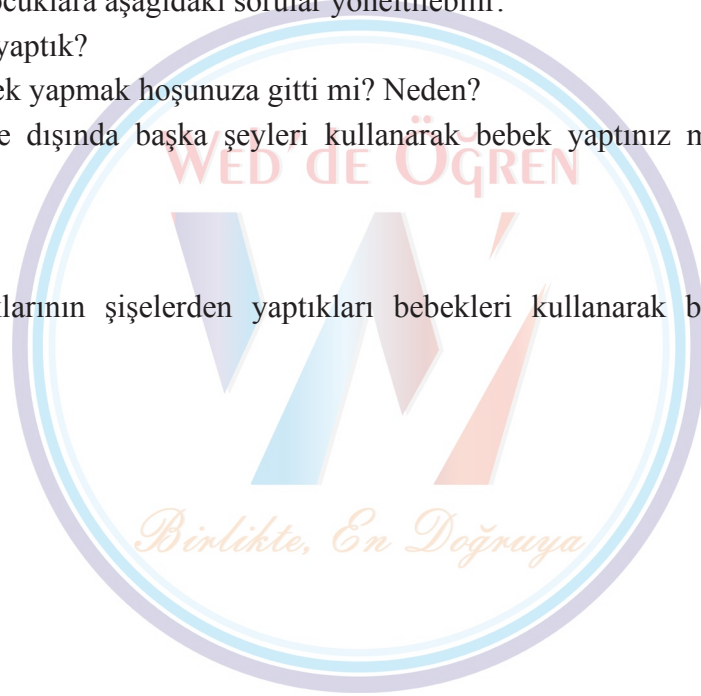 ocuklara aşağıdaki sorular yöneltilebilir:
yaptık?
ek yapmak hoşunuza gitti mi? Neden?
e dışında başka şeyleri kullanarak bebek yaptınız m
WEB'DE ÖĞREN
larının şişelerden yaptıkları bebekleri kullanarak b
Birlikte, En Doğruya